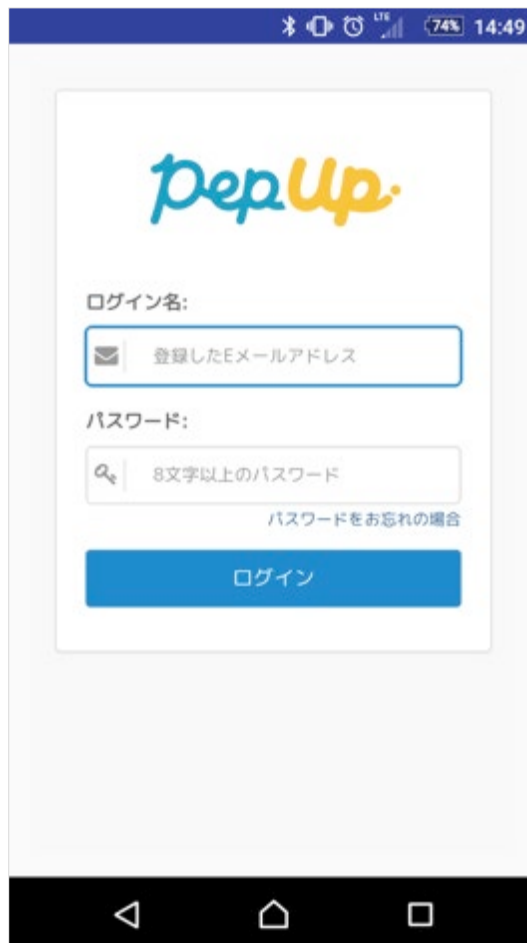 LTE
74% 14:49
PepUp
ログイン名:
登録したEメールアドレス
パスワード:
8文字以上のパスワード
パスワードをお忘れの場合
ログイン